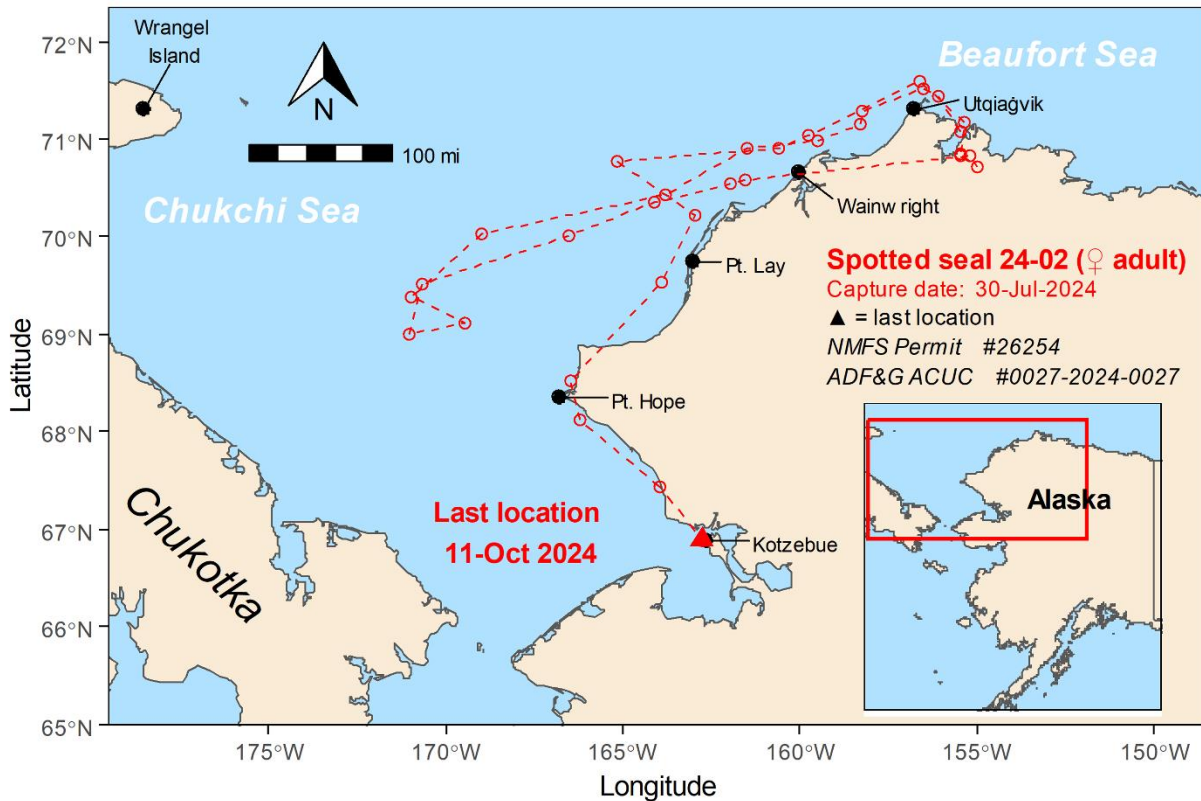 72°N
71°N
70°N
69°N
68°N
67°N
66°N
65°N
Latitude
175°W
170°W
165°W
160°W
155°W
150°W
Longitude
Wrangel
Island
N
100 mi
Beaufort Sea
Utqiaġvik
Chukchi Sea
Wainw right
Pt. Lay
Spotted seal 24-02 (♀ adult)
Capture date: 30-Jul-2024
▲ = last location
NMFS Permit #26254
ADF&G ACUC #0027-2024-0027
Pt. Hope
Chukotka
Last location
11-Oct 2024
Kotzebue
Alaska